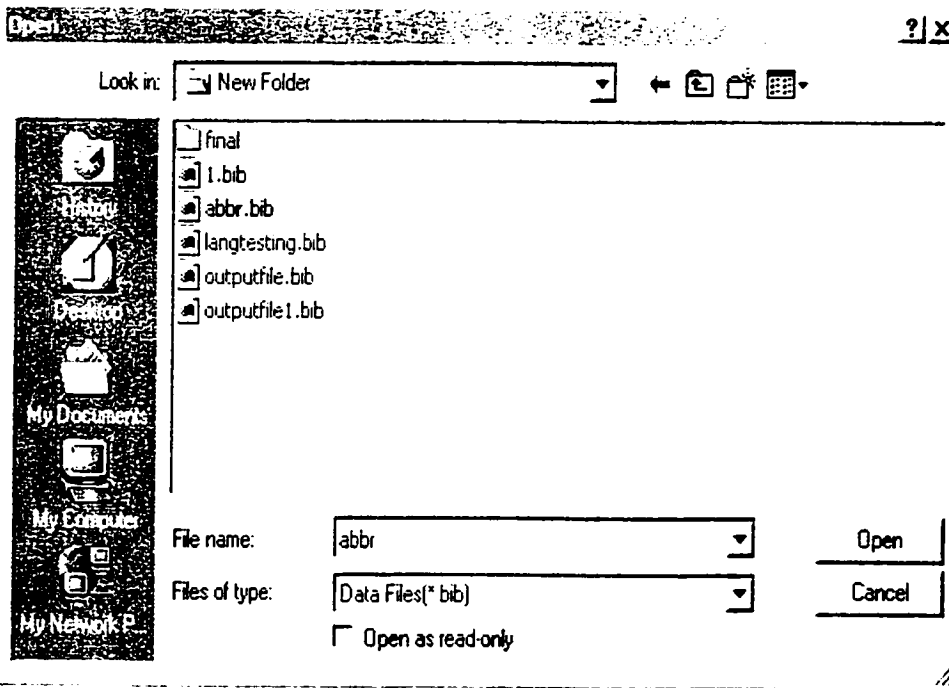 Open
? x
Look in: New Folder
final
1.bib
abbr.bib
langtesting.bib
outputfile.bib
outputfile1.bib
History
Desktop
My Documents
My Computer
My Network P...
File name: abbr
Open
Files of type: Data Files(*.bib)
Cancel
Open as read-only